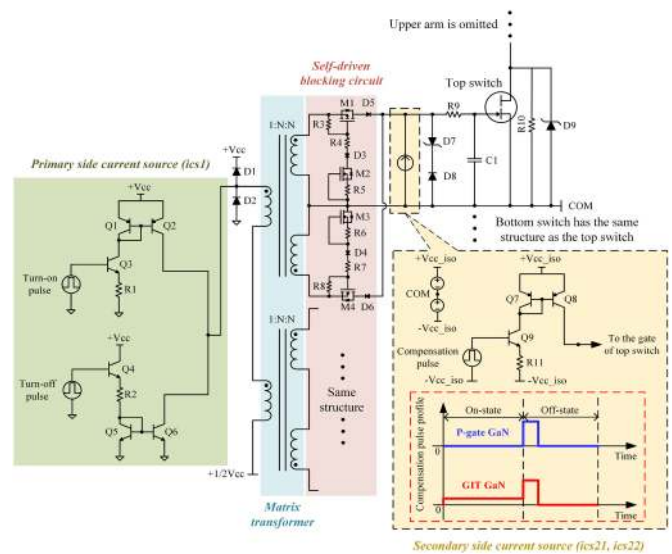 Upper arm is omitted
Self-driven
blocking circuit
Top switch
M1
D5
R9
R3
1:N:N
R4
R10
D9
D7
D3
C1
+Vcc
D1
M2
D8
R5
Primary side current source (ics1)
D2
COM
M3
+Vcc
R6
Bottom switch has the same
structure as the top switch
Q1
Q2
D4
R7
Q3
R8
+Vcc_iso
+Vcc_iso
Turn-on
pulse
M4
D6
COM
Q7
Q8
R1
1:N:N
-Vcc_iso
+Vcc
Q9
To the gate
of top switch
Q4
Compensation
pulse
R11
Turn-off
pulse
R2
-Vcc_iso
-Vcc_iso
Same
structure
On-state
Off-state
Q5
Q6
P-gate GaN
Compensation pulse profile
0
Time
+1/2Vcc
GIT GaN
Matrix
transformer
0
Time
Secondary side current source (ics21, ics22)